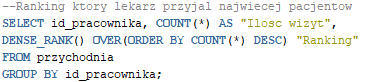 --Ranking ktory lekarz przyjal najwiecej pacjentow
SELECT id_pracownika, COUNT(*) AS "Ilosc wizyt",
DENSE_RANK() OVER(ORDER BY COUNT(*) DESC) "Ranking"
FROM przychodnia
GROUP BY id_pracownika;